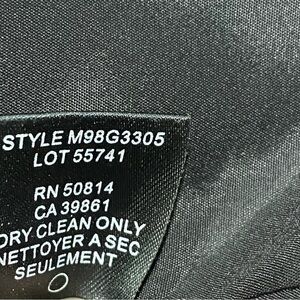 STYLE M98G3305
LOT 55741
RN 50814
CA 39861
DRY CLEAN ONLY
NETTOYER A SEC
SEULEMENT